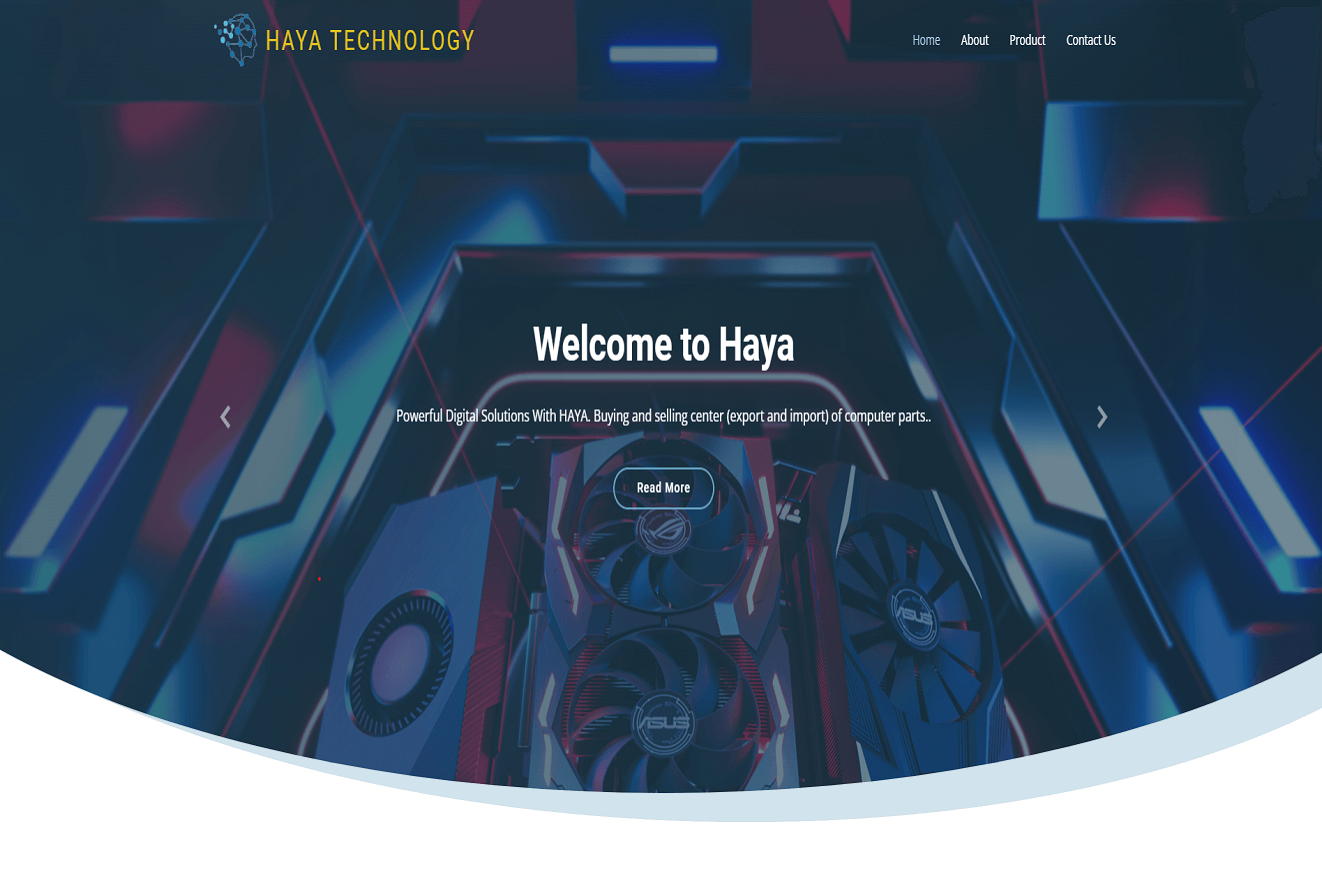 HAYA TECHNOLOGY
Home About Product Contact Us
Welcome to Haya
Powerful Digital Solutions With HAYA. Buying and selling center (export and import) of computer parts..
Read More
ASUS
ASUS